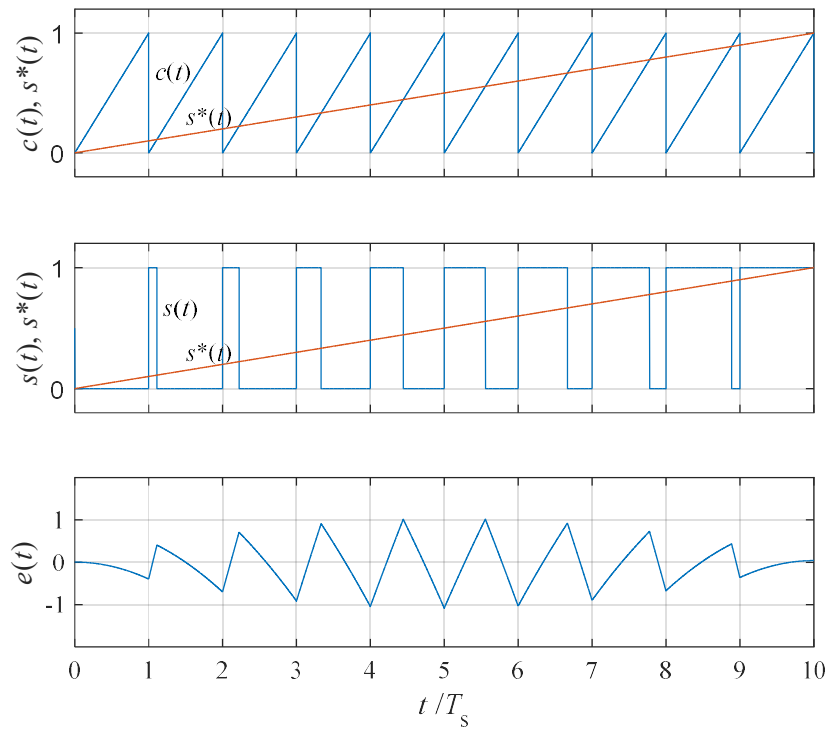 c(t), s*(t)
1
0
c(t)
s*(t)
s(t), s*(t)
1
0
s(t)
s*(t)
e(t)
1
0
-1
0 1 2 3 4 5 6 7 8 9 10
t /Ts